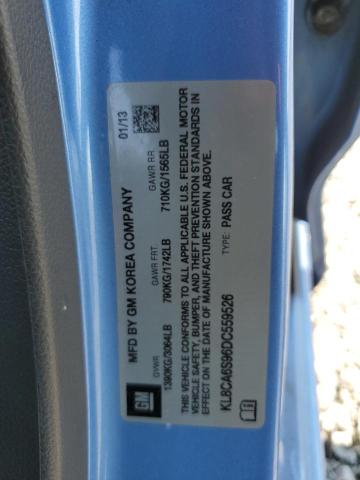 GM
MFD BY GM KOREA COMPANY
01/13
GVWR GAWR FRT GAWR RR
1390KG/3064LB 790KG/1742LB 710KG/1565LB
THIS VEHICLE CONFORMS TO ALL APPLICABLE U.S. FEDERAL MOTOR
VEHICLE SAFETY, BUMPER, AND THEFT PREVENTION STANDARDS IN
EFFECT ON THE DATE OF MANUFACTURE SHOWN ABOVE.
KL8CA6S96DC559526 TYPE: PASS CAR